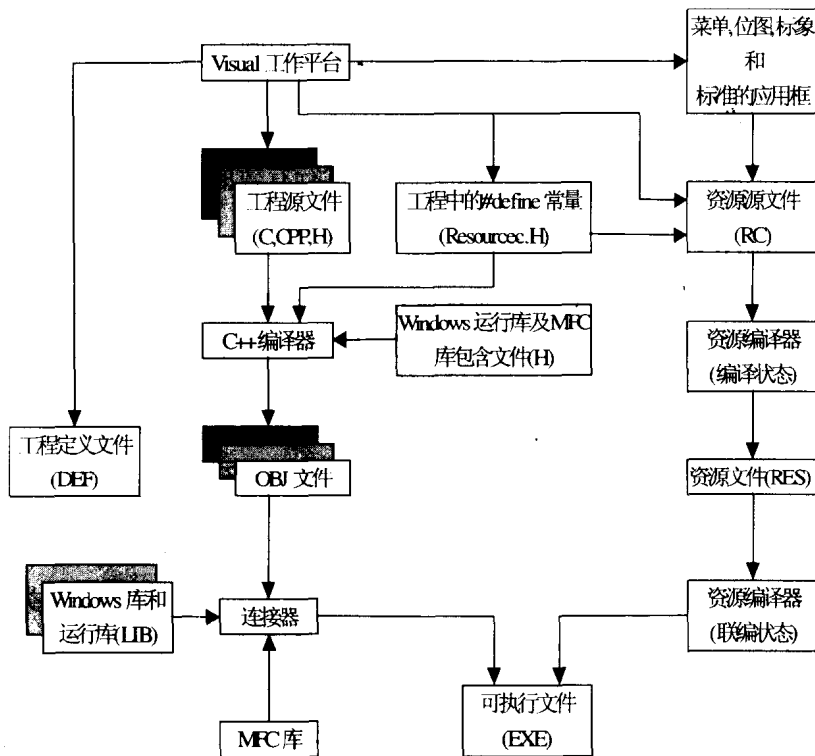 菜单,位图,标象
和
标准的应用框
Visual 工作平台
工程源文件
(C,CPP,H)
工程中的#define 常量
(Resourcec.H)
资源源文件
(RC)
C++编译器
Windows 运行库及MFC
库包含文件(H)
资源编译器
(编译状态)
工程定义文件
(DEF)
OBJ 文件
资源文件(RES)
Windows 库和
运行库(LIB)
连接器
资源编译器
(联编状态)
可执行文件
(EXE)
MFC 库